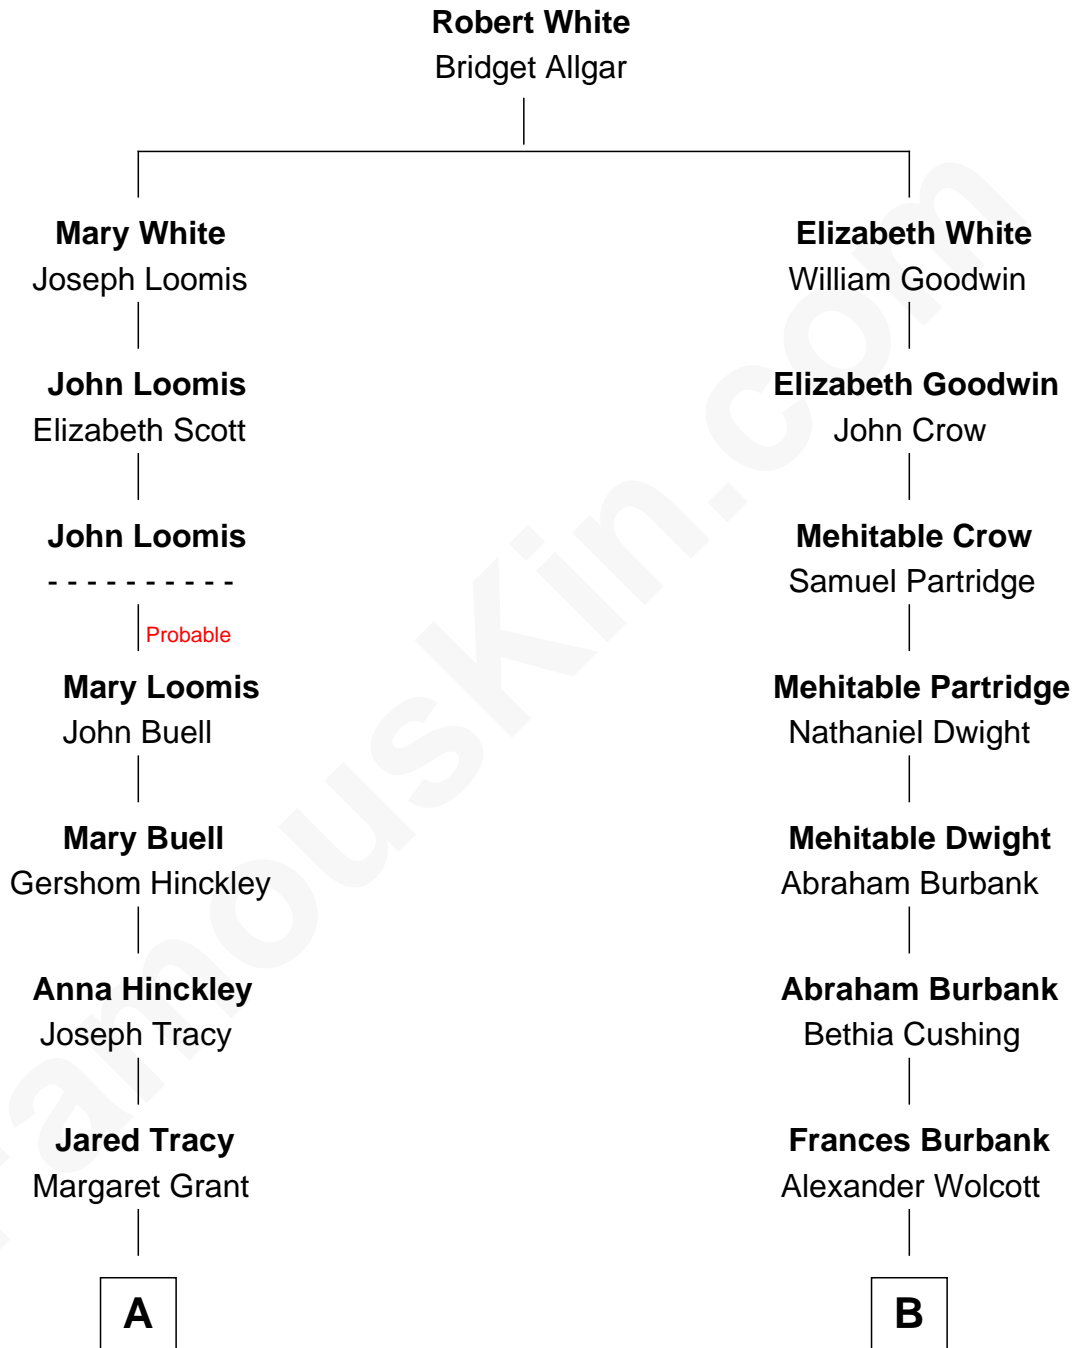 Robert White
Bridget Allgar
Mary White
Joseph Loomis
Elizabeth White
William Goodwin
John Loomis
Elizabeth Scott
Elizabeth Goodwin
John Crow
John Loomis
- - - - - - - - - -
Mehitable Crow
Samuel Partridge
Probable
Mary Loomis
John Buell
Mehitable Partridge
Nathaniel Dwight
Mary Buell
Gershom Hinckley
Mehitable Dwight
Abraham Burbank
Anna Hinckley
Joseph Tracy
Abraham Burbank
Bethia Cushing
Jared Tracy
Margaret Grant
Frances Burbank
Alexander Wolcott
A
B
FamousKin.com